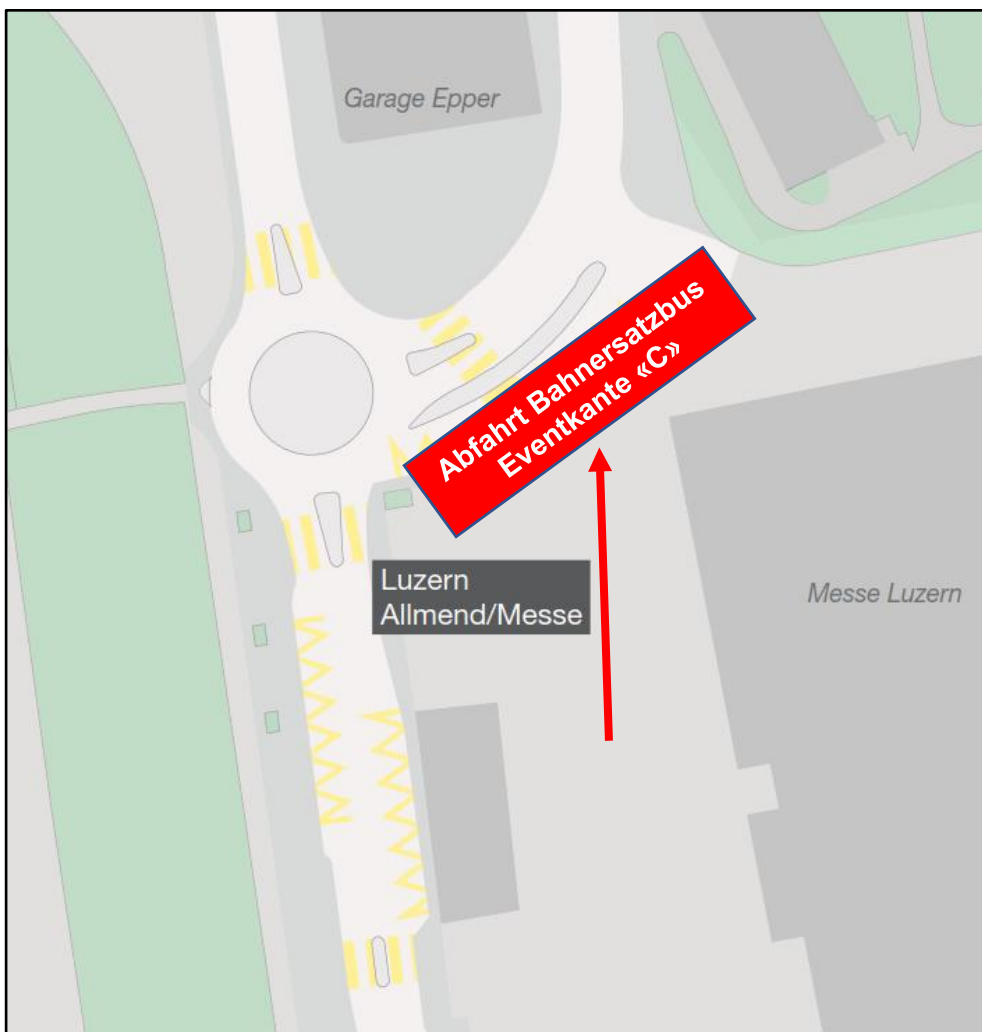 Garage Epper
Abfahrt Bahnersatzbus
Eventkante «C»
Luzern
Allmend/Messe
Messe Luzern